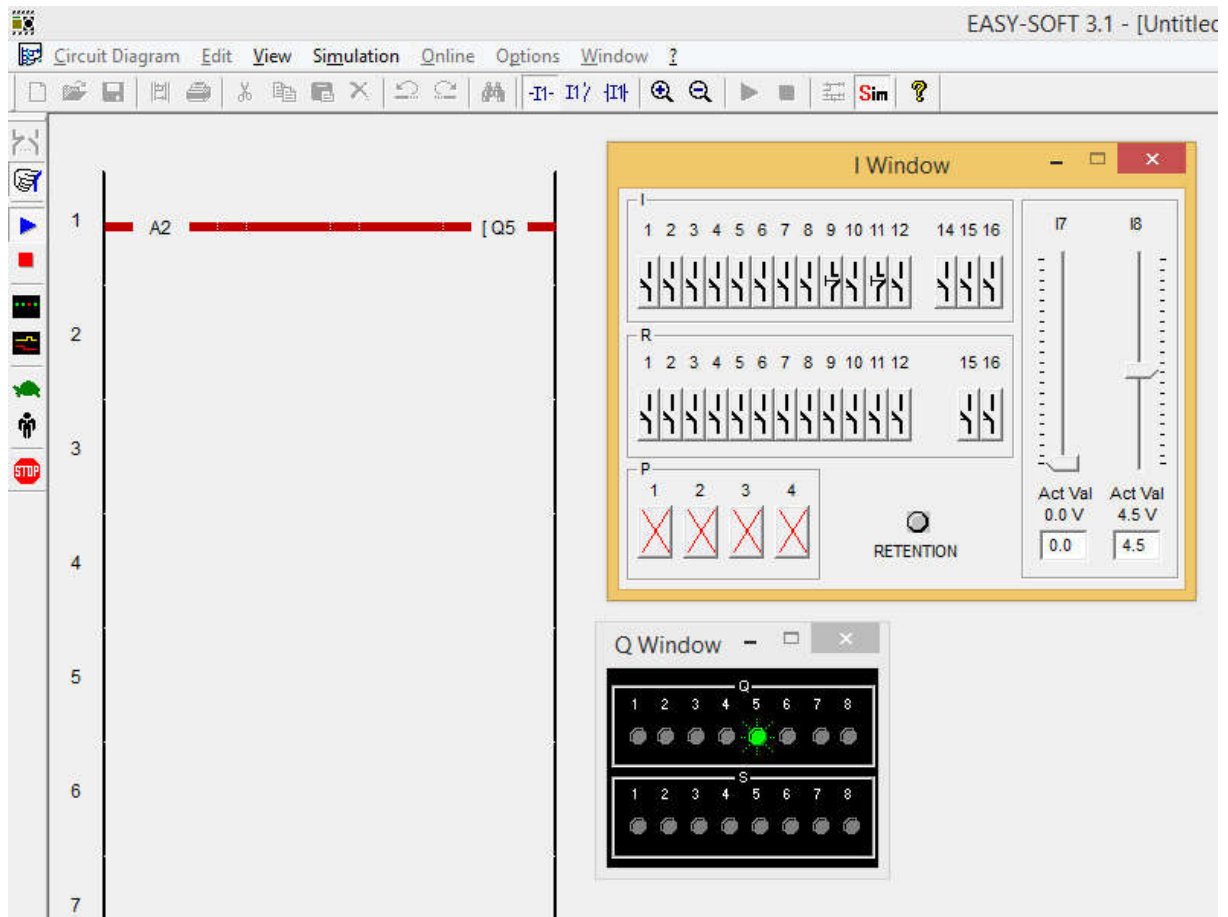 EASY-SOFT 3.1 - [Untitled
Circuit Diagram Edit View Simulation Online Options Window ?
-I1- I1/ I1 Sim ?
STOP
1 A2 [ Q5
2
3
4
5
6
7
I Window
I
1 2 3 4 5 6 7 8 9 10 11 12 14 15 16
R
1 2 3 4 5 6 7 8 9 10 11 12 15 16
P
1 2 3 4
RETENTION
I7 I8
Act Val Act Val
0.0 V 4.5 V
0.0 4.5
Q Window
Q
1 2 3 4 5 6 7 8
S
1 2 3 4 5 6 7 8